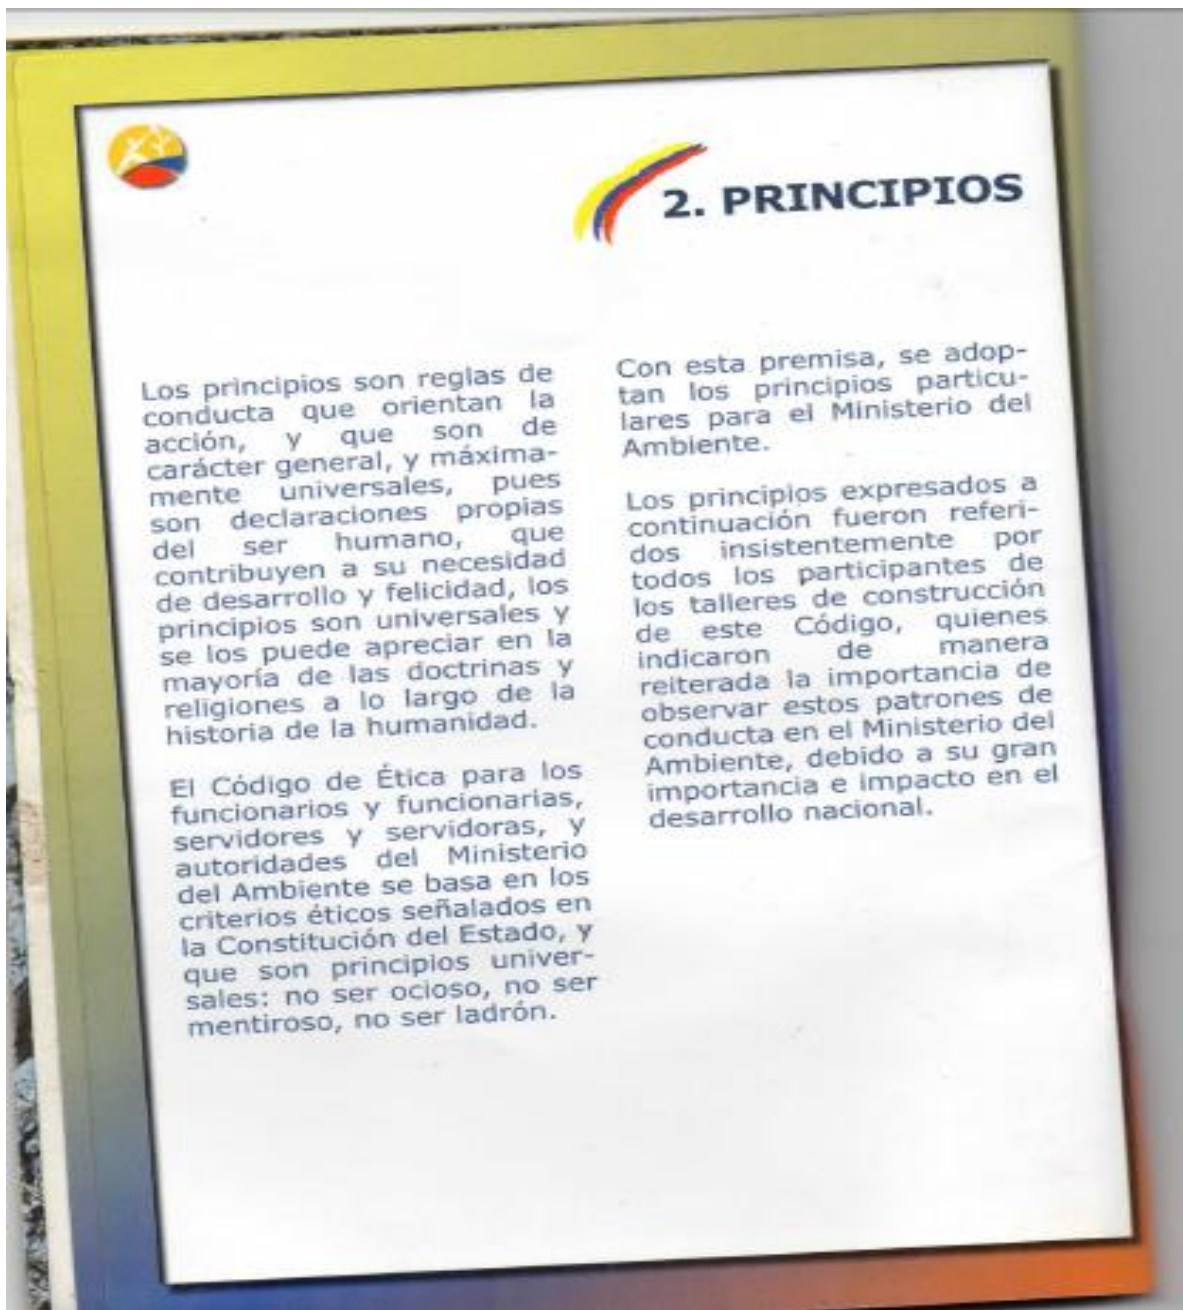 2. PRINCIPIOS
Los principios son reglas de
conducta que orientan la
acción, y que son de
carácter general, y máxima-
mente universales, pues
son declaraciones propias
del ser humano, que
contribuyen a su necesidad
de desarrollo y felicidad, los
principios son universales y
se los puede apreciar en la
mayoría de las doctrinas y
religiones a lo largo de la
historia de la humanidad.
El Código de Ética para los
funcionarios y funcionarias,
servidores y servidoras, y
autoridades del Ministerio
del Ambiente se basa en los
criterios éticos señalados en
la Constitución del Estado, y
que son principios univer-
sales: no ser ocioso, no ser
mentiroso, no ser ladrón.
Con esta premisa, se adop-
tan los principios particu-
lares para el Ministerio del
Ambiente.
Los principios expresados a
continuación fueron referi-
dos insistentemente por
todos los participantes de
los talleres de construcción
de este Código, quienes
indicaron de manera
reiterada la importancia de
observar estos patrones de
conducta en el Ministerio del
Ambiente, debido a su gran
importancia e impacto en el
desarrollo nacional.